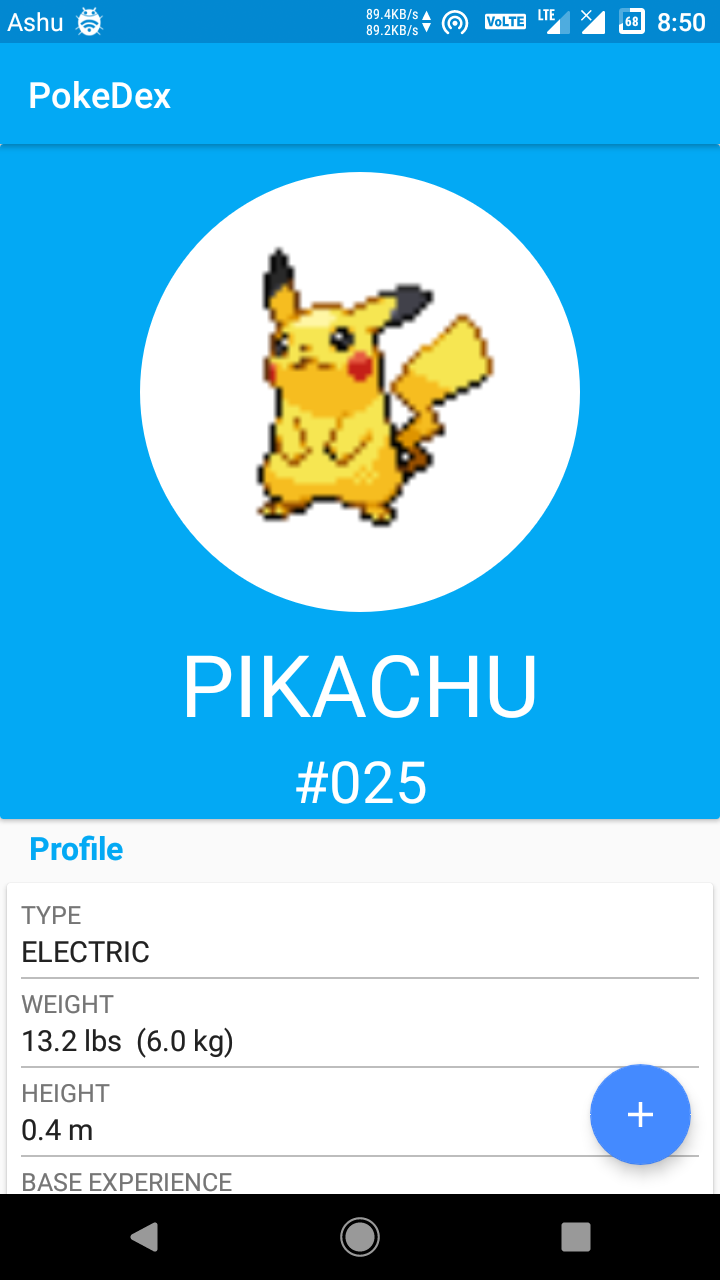 Ashu
89.4KB/s
89.2KB/s
VoLTE
LTE
68
8:50
PokeDex
PIKACHU
#025
Profile
TYPE
ELECTRIC
WEIGHT
13.2 lbs  (6.0 kg)
HEIGHT
0.4 m
+
BASE EXPERIENCE